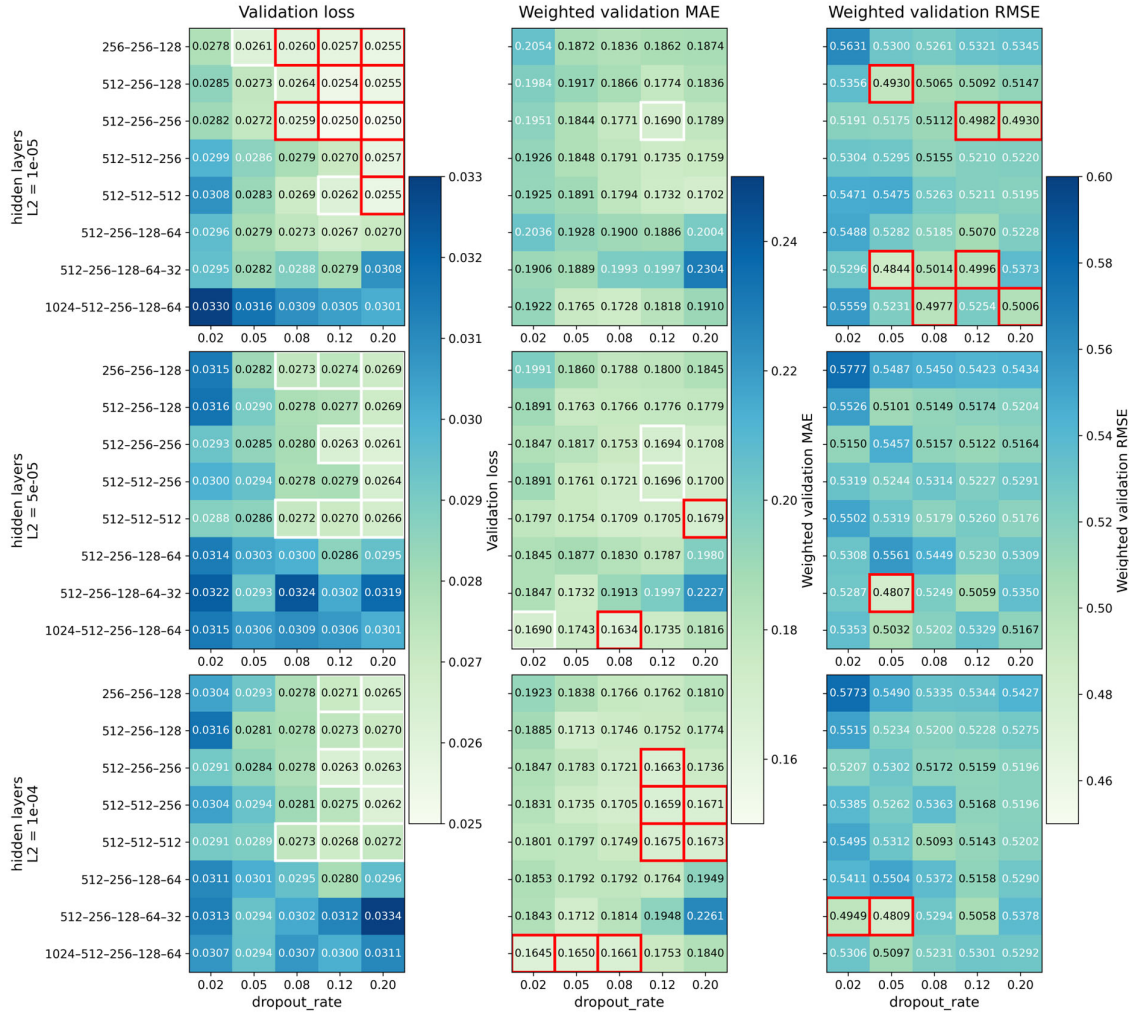 Validation loss Weighted validation MAE Weighted validation RMSE
256–256–128 0.0278 0.0261 0.0260 0.0257 0.0255 0.2054 0.1872 0.1836 0.1862 0.1874 0.5631 0.5300 0.5261 0.5321 0.5345
512–256–128 0.0285 0.0273 0.0264 0.0254 0.0255 0.1984 0.1917 0.1866 0.1774 0.1836 0.5356 0.4930 0.5065 0.5092 0.5147
512–256–256 0.0282 0.0272 0.0259 0.0250 0.0250 0.1951 0.1844 0.1771 0.1690 0.1789 0.5191 0.5175 0.5112 0.4982 0.4930
512–512–256 0.0299 0.0286 0.0279 0.0270 0.0257 0.1926 0.1848 0.1791 0.1735 0.1759 0.5304 0.5295 0.5155 0.5210 0.5220
512–512–512 0.0308 0.0283 0.0269 0.0262 0.0255 0.1925 0.1891 0.1794 0.1732 0.1702 0.5471 0.5475 0.5263 0.5211 0.5195
512–256–128–64 0.0296 0.0279 0.0273 0.0267 0.0270 0.2036 0.1928 0.1900 0.1886 0.2004 0.5488 0.5282 0.5185 0.5070 0.5228
512–256–128–64–32 0.0295 0.0282 0.0288 0.0279 0.0308 0.1906 0.1889 0.1993 0.1997 0.2304 0.5296 0.4844 0.5014 0.4996 0.5373
1024–512–256–128–64 0.0330 0.0316 0.0309 0.0305 0.0301 0.1922 0.1765 0.1728 0.1818 0.1910 0.5559 0.5231 0.4977 0.5254 0.5006
hidden layers
L2 = 1e-05
0.02 0.05 0.08 0.12 0.20 0.02 0.05 0.08 0.12 0.20 0.02 0.05 0.08 0.12 0.20
256–256–128 0.0315 0.0282 0.0273 0.0274 0.0269 0.1991 0.1860 0.1788 0.1800 0.1845 0.5777 0.5487 0.5450 0.5423 0.5434
512–256–128 0.0316 0.0290 0.0278 0.0277 0.0269 0.1891 0.1763 0.1766 0.1776 0.1779 0.5526 0.5101 0.5149 0.5174 0.5204
512–256–256 0.0293 0.0285 0.0280 0.0263 0.0261 0.1847 0.1817 0.1753 0.1694 0.1708 0.5150 0.5457 0.5157 0.5122 0.5164
512–512–256 0.0300 0.0294 0.0278 0.0279 0.0264 0.1831 0.1761 0.1721 0.1696 0.1700 0.5319 0.5244 0.5314 0.5227 0.5291
512–512–512 0.0288 0.0286 0.0272 0.0270 0.0266 0.1797 0.1754 0.1709 0.1705 0.1679 0.5502 0.5319 0.5179 0.5260 0.5176
512–256–128–64 0.0314 0.0303 0.0300 0.0286 0.0295 0.1845 0.1877 0.1830 0.1787 0.1980 0.5308 0.5561 0.5449 0.5230 0.5309
512–256–128–64–32 0.0322 0.0293 0.0324 0.0302 0.0319 0.1847 0.1732 0.1913 0.1997 0.2227 0.5287 0.4807 0.5249 0.5059 0.5350
1024–512–256–128–64 0.0315 0.0306 0.0309 0.0306 0.0301 0.1690 0.1743 0.1634 0.1735 0.1816 0.5353 0.5032 0.5202 0.5329 0.5167
hidden layers
L2 = 5e-05
0.02 0.05 0.08 0.12 0.20 0.02 0.05 0.08 0.12 0.20 0.02 0.05 0.08 0.12 0.20
256–256–128 0.0304 0.0293 0.0278 0.0271 0.0265 0.1923 0.1838 0.1766 0.1762 0.1810 0.5773 0.5490 0.5335 0.5344 0.5427
512–256–128 0.0316 0.0281 0.0278 0.0273 0.0270 0.1885 0.1713 0.1746 0.1752 0.1774 0.5515 0.5234 0.5200 0.5228 0.5275
512–256–256 0.0291 0.0284 0.0278 0.0263 0.0263 0.1847 0.1783 0.1721 0.1663 0.1736 0.5207 0.5302 0.5172 0.5159 0.5196
512–512–256 0.0304 0.0294 0.0281 0.0275 0.0262 0.1831 0.1735 0.1705 0.1659 0.1671 0.5385 0.5262 0.5363 0.5168 0.5196
512–512–512 0.0291 0.0289 0.0273 0.0268 0.0272 0.1801 0.1797 0.1749 0.1675 0.1673 0.5495 0.5312 0.5093 0.5143 0.5202
512–256–128–64 0.0311 0.0301 0.0295 0.0280 0.0296 0.1853 0.1792 0.1792 0.1764 0.1949 0.5411 0.5504 0.5372 0.5158 0.5290
512–256–128–64–32 0.0313 0.0294 0.0302 0.0312 0.0334 0.1843 0.1712 0.1814 0.1948 0.2261 0.4949 0.4809 0.5294 0.5058 0.5378
1024–512–256–128–64 0.0307 0.0294 0.0307 0.0300 0.0311 0.1645 0.1650 0.1661 0.1753 0.1840 0.5306 0.5097 0.5231 0.5301 0.5292
hidden layers
L2 = 1e-04
0.02 0.05 0.08 0.12 0.20 0.02 0.05 0.08 0.12 0.20 0.02 0.05 0.08 0.12 0.20
dropout_rate dropout_rate dropout_rate
0.033
0.032
0.031
0.030
0.029
0.028
0.027
0.026
0.025
Validation loss
0.24
0.22
0.20
0.18
0.16
Weighted validation MAE
0.60
0.58
0.56
0.54
0.52
0.50
0.48
0.46
Weighted validation RMSE